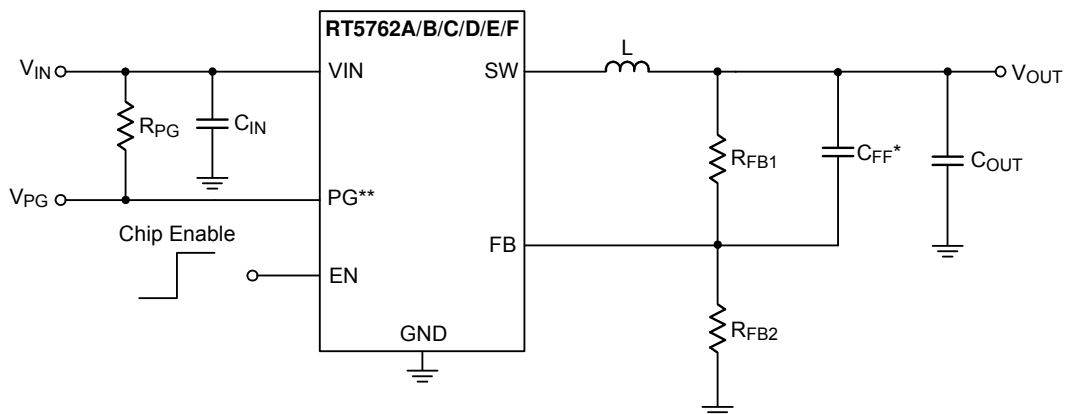 RT5762A/B/C/D/E/F
L
VIN
VIN
SW
VOUT
RPG
CIN
RFB1
CFF*
COUT
VPG
PG**
Chip Enable
FB
EN
RFB2
GND